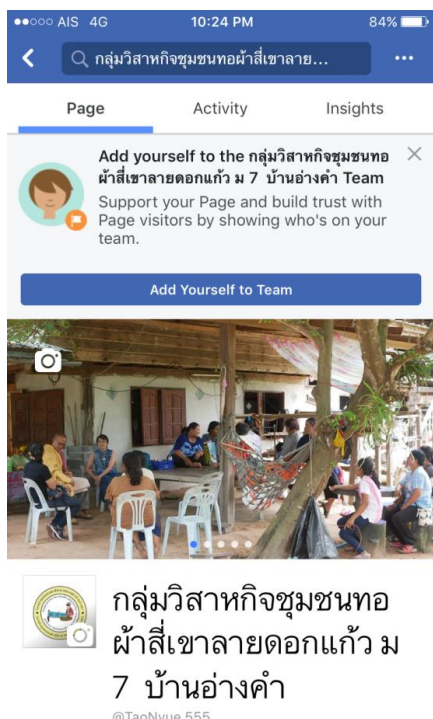 AIS 4G 10:24 PM 84%
กลุ่มวิสาหกิจชุมชนทอผ้าสี่เขาลาย...
Page Activity Insights
Add yourself to the กลุ่มวิสาหกิจชุมชนทอ
ผ้าสี่เขาลายดอกแก้ว ม 7 บ้านอ่างคำ Team
Support your Page and build trust with
Page visitors by showing who's on your
team.
Add Yourself to Team
กลุ่มวิสาหกิจชุมชนทอ
ผ้าสี่เขาลายดอกแก้ว ม
7 บ้านอ่างคำ
@TaoNyue.555